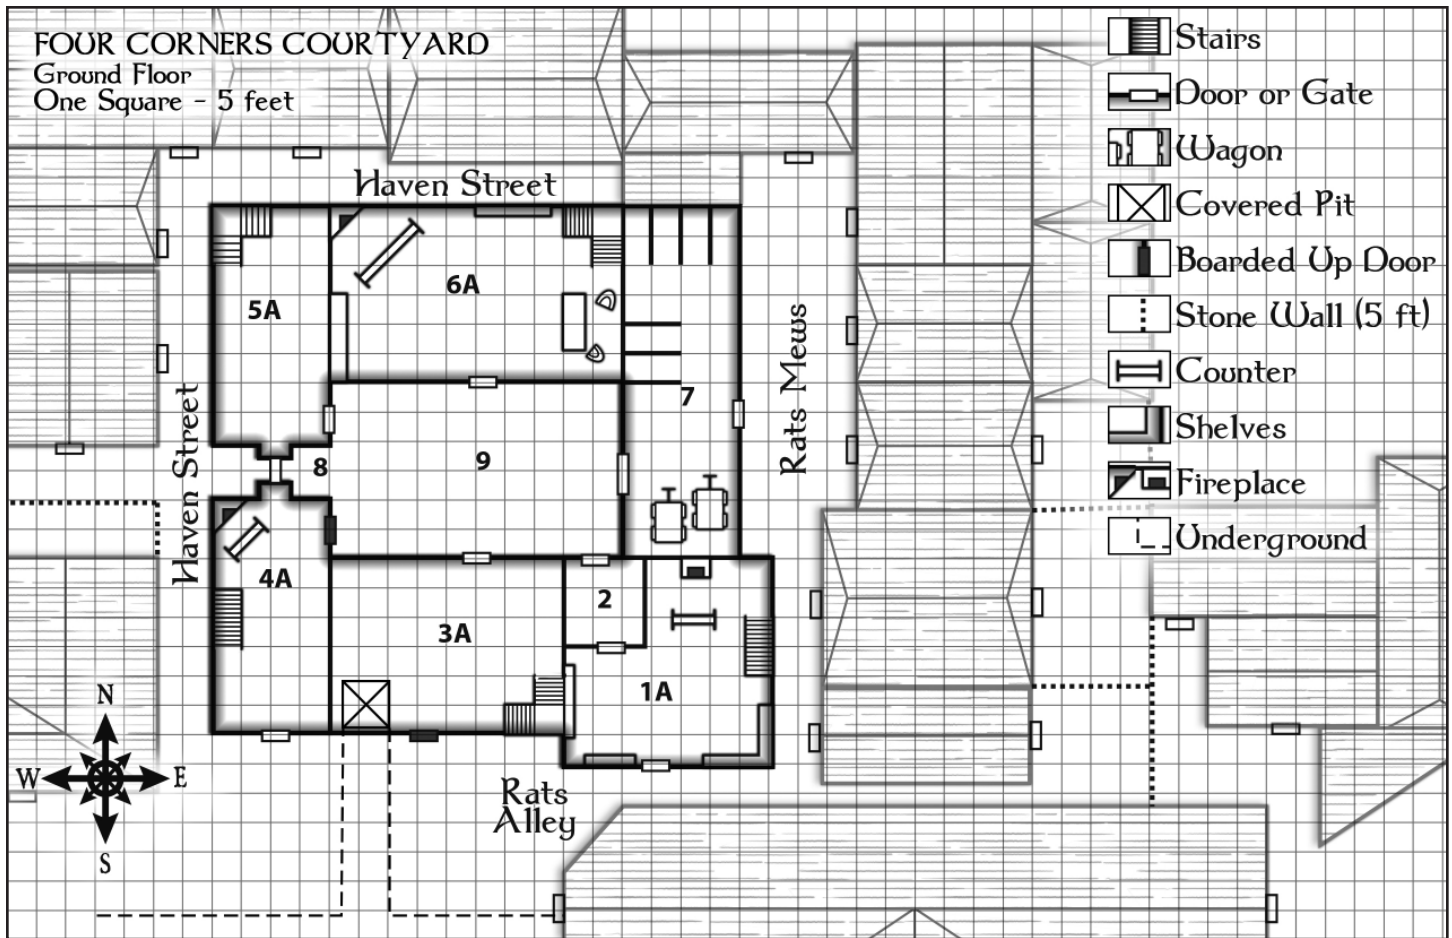 FOUR CORNERS COURTYARD
Ground Floor
One Square - 5 feet
Stairs
Door or Gate
Wagon
Covered Pit
Boarded Up Door
Stone Wall (5 ft)
Counter
Shelves
Fireplace
Underground
Haven Street
Haven Street
Rats Mews
Rats
Alley
5A
6A
7
8
9
4A
3A
2
1A
N
W
E
S